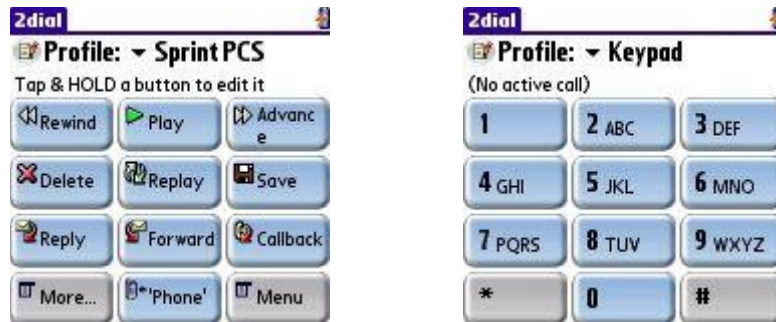 2dial
Profile: Sprint PCS
Tap & HOLD a button to edit it
Rewind Play Advanc
e
Delete Replay Save
Reply Forward Callback
More... 'Phone' Menu
2dial
Profile: Keypad
(No active call)
1 2 ABC 3 DEF
4 GHI 5 JKL 6 MNO
7 PQRS 8 TUV 9 WXYZ
* 0 #